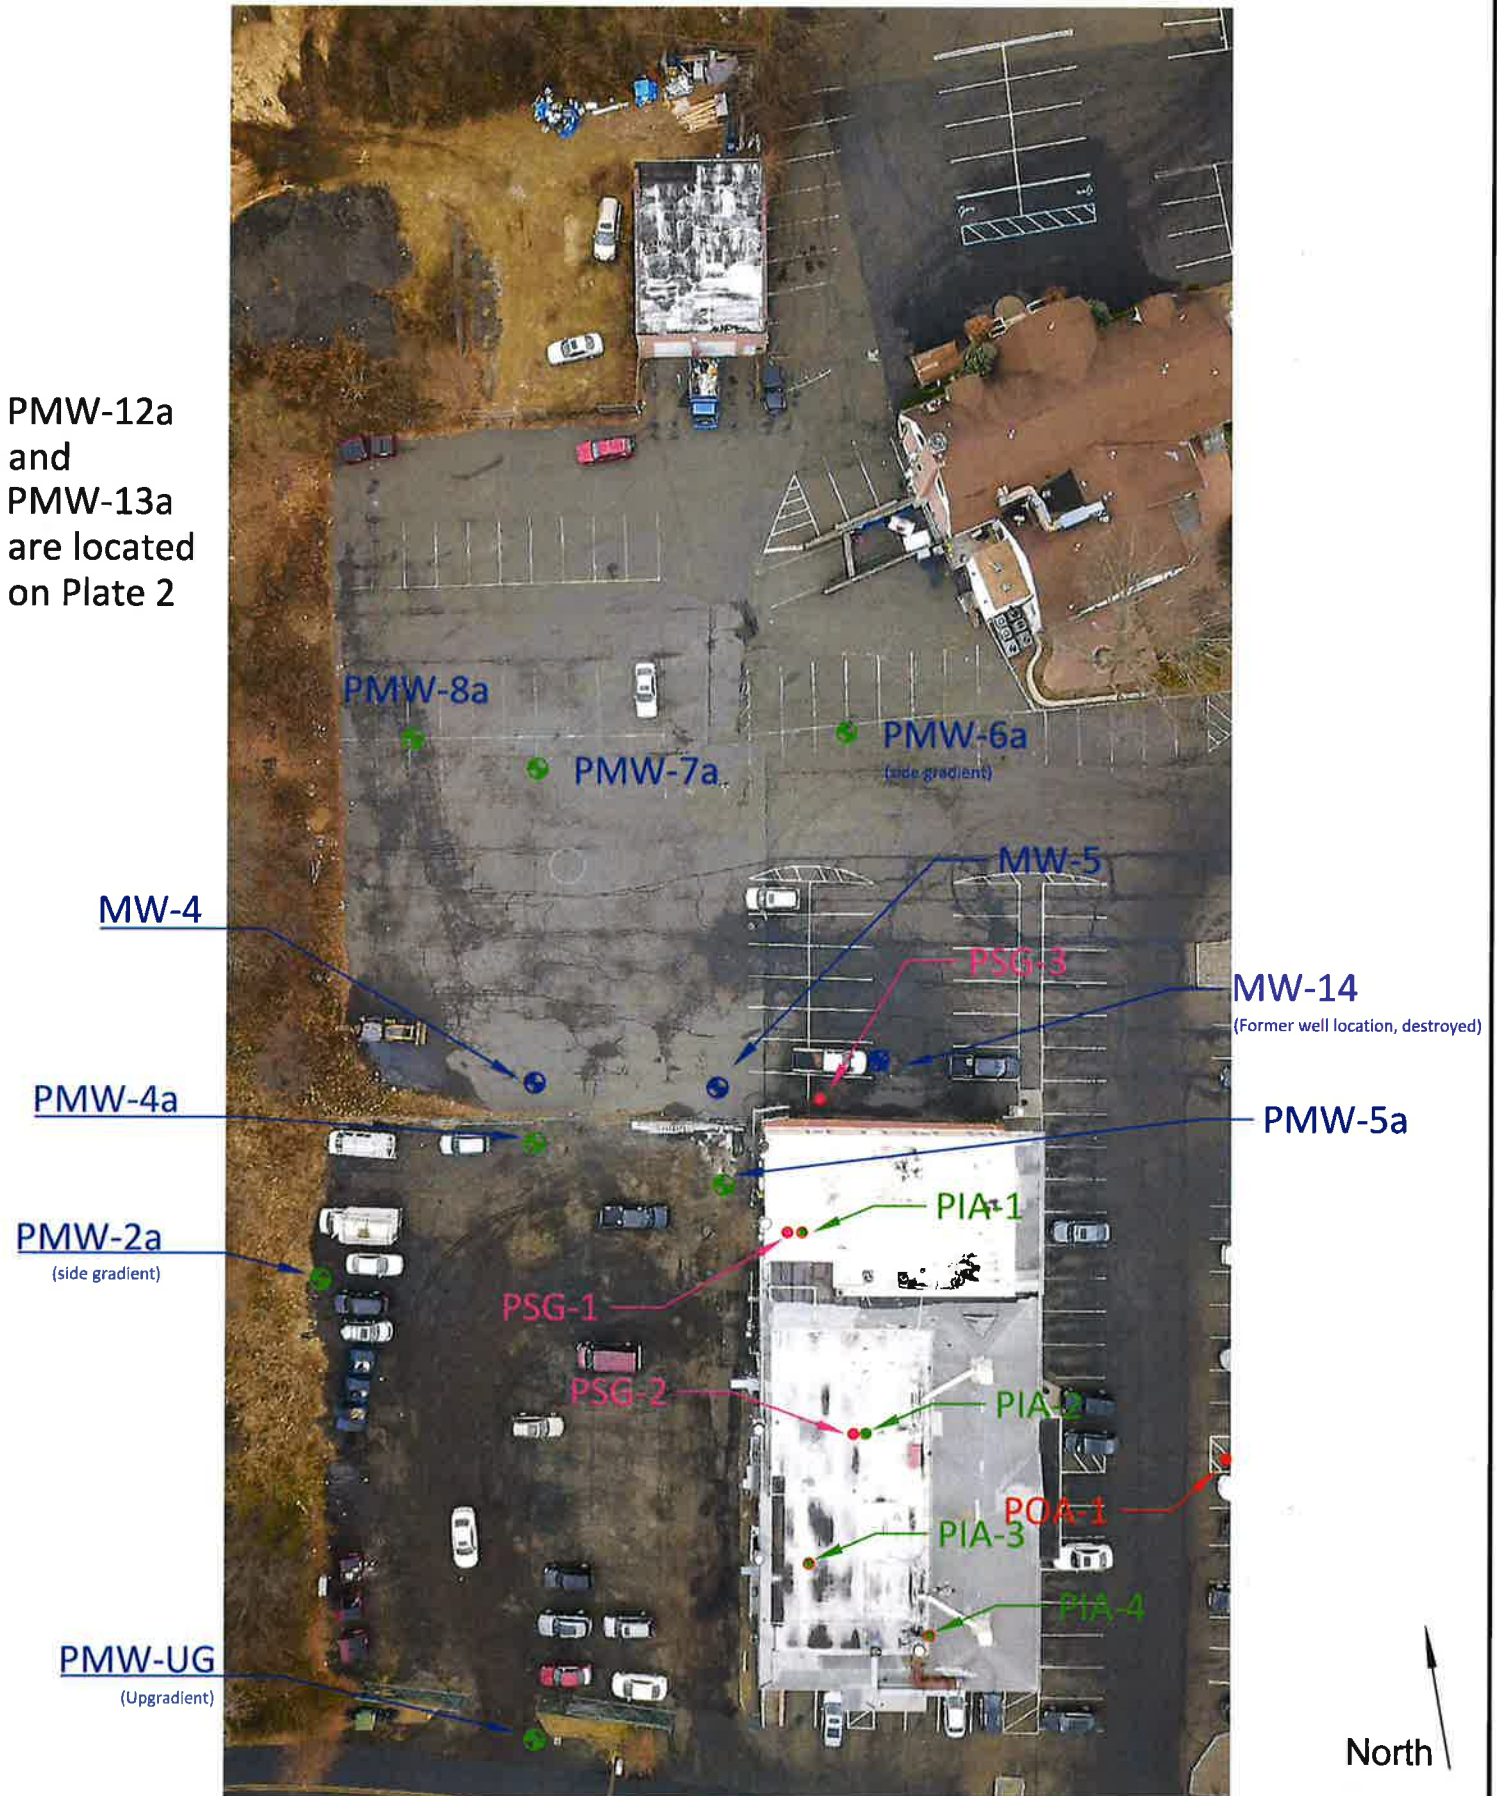 PMW-12a
and
PMW-13a
are located
on Plate 2
PMW-8a
PMW-7a
PMW-6a
(side gradient)
MW-5
MW-4
PSG-3
MW-14
(Former well location, destroyed)
PMW-4a
PMW-5a
PIA-1
PMW-2a
(side gradient)
PSG-1
PSG-2
PIA-2
POA-1
PIA-3
PIA-4
PMW-UG
(Upgradient)
North